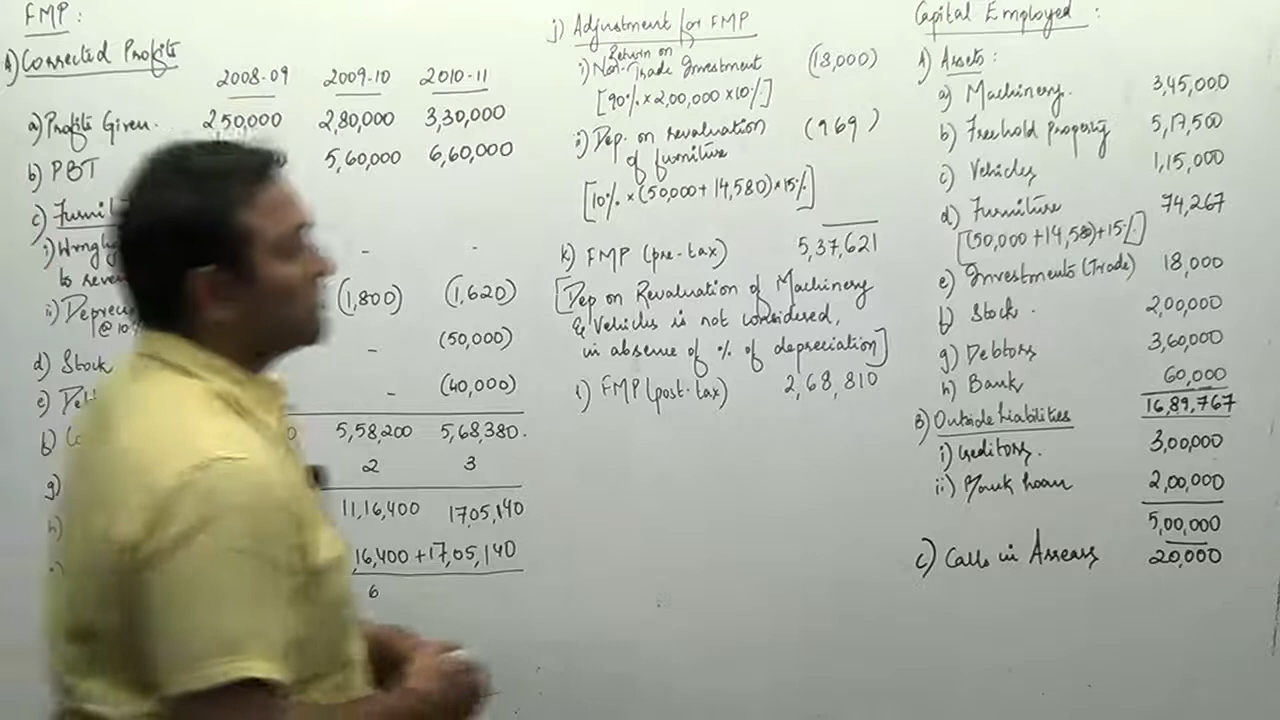 FMP:
A) Corrected Profits
2008-09 2009-10 2010-11
a) Profits Given. 2,50,000 2,80,000 3,30,000
b) PBT 5,60,000 6,60,000
c)
i) - -
to
ii) (1,800) (1,620)
@ 10
d) Stock - (50,000)
e) - (40,000)
f) 5,58,200 5,68,380.
g) 2 3
h) 11,16,400 17,05,140
16,400 + 17,05,140
6
j) Adjustment for FMP
Return on
i) Non-Trade Investment (18,000)
[90% × 2,00,000 × 10%]
ii) Dep. on revaluation (969)
of furniture
[10% × (50,000 + 14,580) × 15%]
k) FMP (pre-tax) 5,37,621
[Dep on Revaluation of Machinery
& Vehicles is not considered,
in absence of % of depreciation]
l) FMP (post-tax) 2,68,810
Capital Employed :
A) Assets :
a) Machinery. 3,45,000
b) Freehold Property 5,17,500
c) Vehicles 1,15,000
d) Furniture 74,267
[(50,000 + 14,580) + 15%]
e) Investments (Trade) 18,000
f) Stock . 2,00,000
g) Debtors 3,60,000
h) Bank 60,000
16,89,767
B) Outside Liabilities
i) Creditors. 3,00,000
ii) Bank Loan 2,00,000
5,00,000
C) Calls in Arrears 20,000